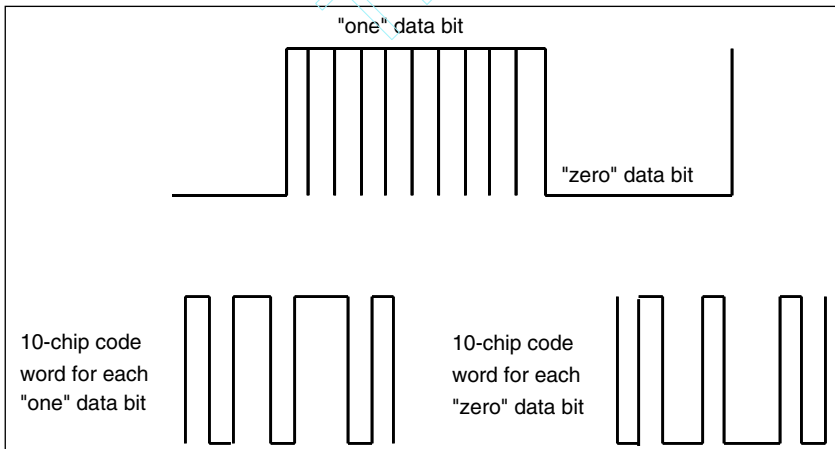 "one" data bit
"zero" data bit
10-chip code
word for each
"one" data bit
10-chip code
word for each
"zero" data bit